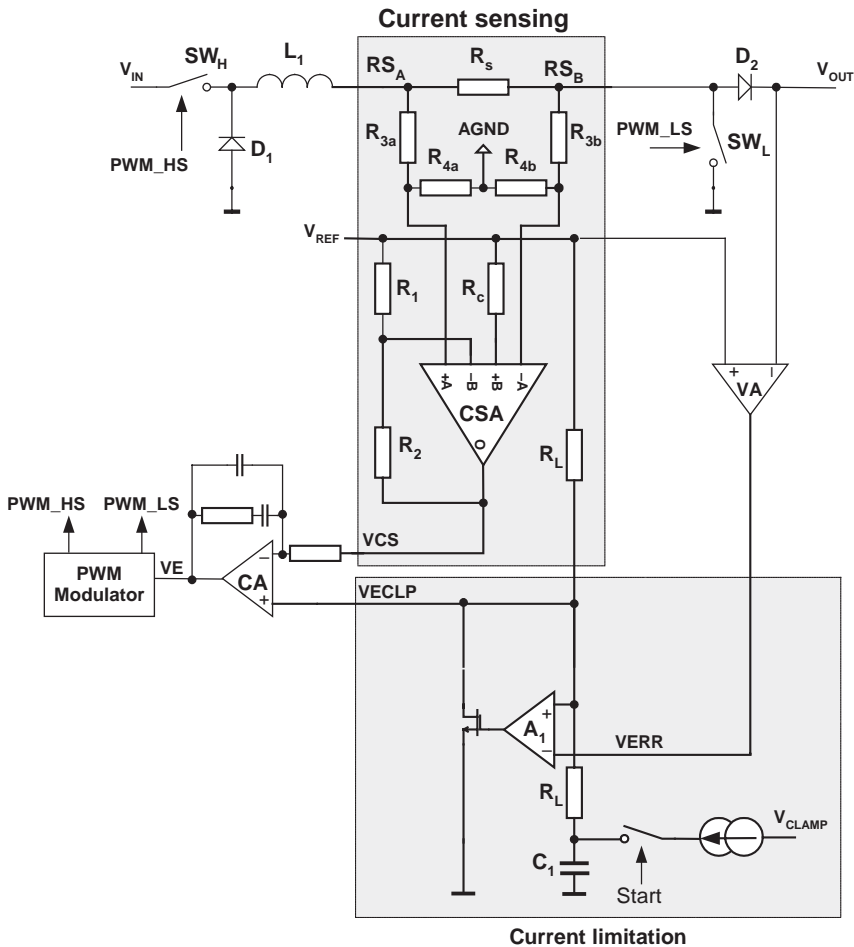 Current sensing
V_IN
SW_H
L_1
RS_A
R_s
RS_B
D_2
V_OUT
PWM_HS
D_1
R_3a
AGND
R_3b
R_4a
R_4b
PWM_LS
SW_L
V_REF
R_1
R_c
+A
–B
+B
–A
CSA
O
R_2
R_L
+
–
VA
PWM_HS
PWM_LS
VCS
PWM
Modulator
VE
–
CA
+
VECLP
+
A_1
–
VERR
R_L
V_CLAMP
C_1
Start
Current limitation